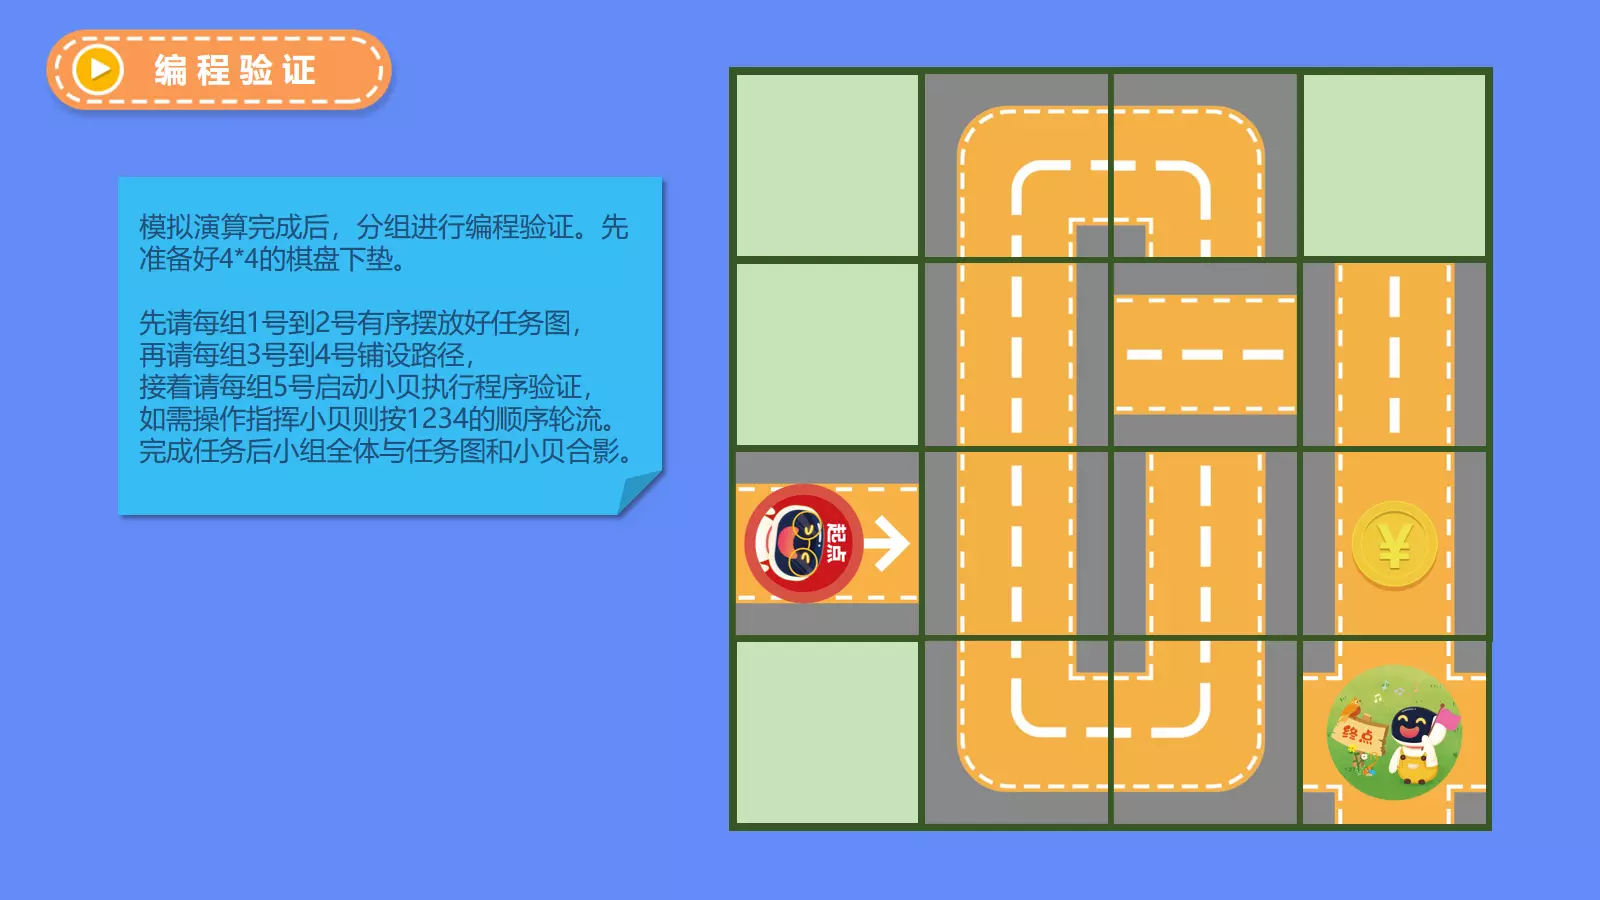 编程验证
模拟演算完成后，分组进行编程验证。先
准备好4*4的棋盘下垫。
先请每组1号到2号有序摆放好任务图，
再请每组3号到4号铺设路径，
接着请每组5号启动小贝执行程序验证，
如需操作指挥小贝则按1234的顺序轮流。
完成任务后小组全体与任务图和小贝合影。
起点
¥
终点